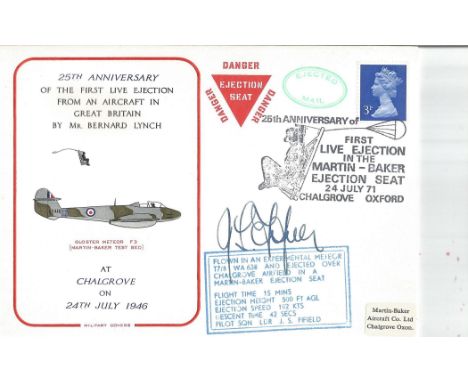 25TH ANNIVERSARY
OF THE FIRST LIVE EJECTION
FROM AN AIRCRAFT IN
GREAT BRITAIN
BY MR. BERNARD LYNCH
GLOSTER METEOR F3
(MARTIN-BAKER TEST BED)
AT
CHALGROVE
ON
24TH JULY 1946
MILITARY COVERS
DANGER
DANGER
DANGER
EJECTION
SEAT
EJECTED
MAIL
3P
25th ANNIVERSARY of
FIRST
LIVE EJECTION
IN THE
MARTIN-BAKER
EJECTION SEAT
24 JULY 71
CHALGROVE OXFORD
FLOWN IN AN EXPERIMENTAL METEOR
T7/8 WA 638 AND EJECTED OVER
CHALGROVE AIRFIELD IN A
MARTIN-BAKER EJECTION SEAT
FLIGHT TIME 15 MINS
EJECTION HEIGHT 500 FT AGL
EJECTION SPEED
DESCENT TIME 42 SECS
PILOT SQN LDR J. S. FIFIELD
Martin-Baker
Aircraft Co. Ltd
Chalgrove Oxon.